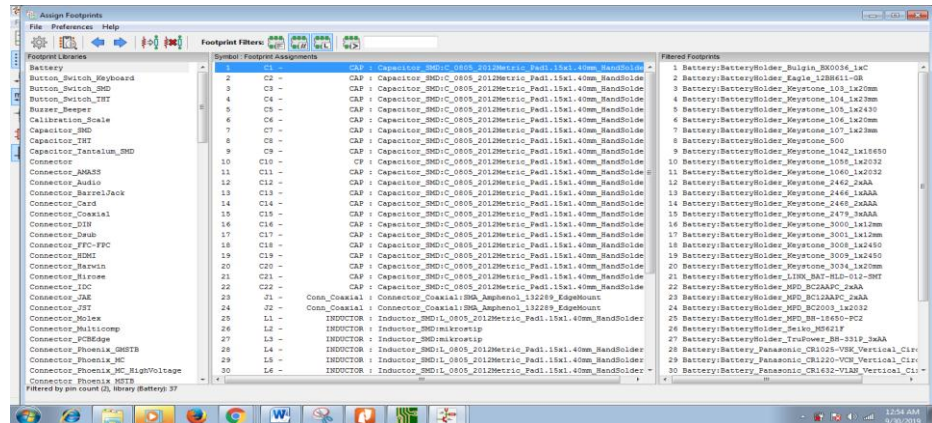 Assign Footprints
File Preferences Help
Footprint Filters:
Footprint Libraries
Battery
Button_Switch_Keyboard
Button_Switch_SMD
Button_Switch_THT
Buzzer_Beeper
Calibration_Scale
Capacitor_SMD
Capacitor_THT
Capacitor_Tantalum_SMD
Connector
Connector_AMASS
Connector_Audio
Connector_BarrelJack
Connector_Card
Connector_Coaxial
Connector_DIN
Connector_Dsub
Connector_FFC-FPC
Connector_HDMI
Connector_Harwin
Connector_Hirose
Connector_IDC
Connector_JAE
Connector_JST
Connector_Molex
Connector_Multicomp
Connector_PCBEdge
Connector_Phoenix_GMSTB
Connector_Phoenix_MC
Connector_Phoenix_MC_HighVoltage
Connector_Phoenix_MSTB
Symbol : Footprint Assignments
1 C1 - CAP : Capacitor_SMD:C_0805_2012Metric_Pad1.15x1.40mm_HandSolde
2 C2 - CAP : Capacitor_SMD:C_0805_2012Metric_Pad1.15x1.40mm_HandSolde
3 C3 - CAP : Capacitor_SMD:C_0805_2012Metric_Pad1.15x1.40mm_HandSolde
4 C4 - CAP : Capacitor_SMD:C_0805_2012Metric_Pad1.15x1.40mm_HandSolde
5 C5 - CAP : Capacitor_SMD:C_0805_2012Metric_Pad1.15x1.40mm_HandSolde
6 C6 - CAP : Capacitor_SMD:C_0805_2012Metric_Pad1.15x1.40mm_HandSolde
7 C7 - CAP : Capacitor_SMD:C_0805_2012Metric_Pad1.15x1.40mm_HandSolde
8 C8 - CAP : Capacitor_SMD:C_0805_2012Metric_Pad1.15x1.40mm_HandSolde
9 C9 - CAP : Capacitor_SMD:C_0805_2012Metric_Pad1.15x1.40mm_HandSolde
10 C10 - CP : Capacitor_SMD:C_0805_2012Metric_Pad1.15x1.40mm_HandSolde
11 C11 - CAP : Capacitor_SMD:C_0805_2012Metric_Pad1.15x1.40mm_HandSolde
12 C12 - CAP : Capacitor_SMD:C_0805_2012Metric_Pad1.15x1.40mm_HandSolde
13 C13 - CAP : Capacitor_SMD:C_0805_2012Metric_Pad1.15x1.40mm_HandSolde
14 C14 - CAP : Capacitor_SMD:C_0805_2012Metric_Pad1.15x1.40mm_HandSolde
15 C15 - CAP : Capacitor_SMD:C_0805_2012Metric_Pad1.15x1.40mm_HandSolde
16 C16 - CAP : Capacitor_SMD:C_0805_2012Metric_Pad1.15x1.40mm_HandSolde
17 C17 - CAP : Capacitor_SMD:C_0805_2012Metric_Pad1.15x1.40mm_HandSolde
18 C18 - CAP : Capacitor_SMD:C_0805_2012Metric_Pad1.15x1.40mm_HandSolde
19 C19 - CAP : Capacitor_SMD:C_0805_2012Metric_Pad1.15x1.40mm_HandSolde
20 C20 - CAP : Capacitor_SMD:C_0805_2012Metric_Pad1.15x1.40mm_HandSolde
21 C21 - CAP : Capacitor_SMD:C_0805_2012Metric_Pad1.15x1.40mm_HandSolde
22 C22 - CAP : Capacitor_SMD:C_0805_2012Metric_Pad1.15x1.40mm_HandSolde
23 J1 - Conn_Coaxial : Connector_Coaxial:SMA_Amphenol_132289_EdgeMount
24 J2 - Conn_Coaxial : Connector_Coaxial:SMA_Amphenol_132289_EdgeMount
25 L1 - INDUCTOR : Inductor_SMD:L_0805_2012Metric_Pad1.15x1.40mm_HandSolder
26 L2 - INDUCTOR : Inductor_SMD:mikrostip
27 L3 - INDUCTOR : Inductor_SMD:mikrostip
28 L4 - INDUCTOR : Inductor_SMD:L_0805_2012Metric_Pad1.15x1.40mm_HandSolder
29 L5 - INDUCTOR : Inductor_SMD:L_0805_2012Metric_Pad1.15x1.40mm_HandSolder
30 L6 - INDUCTOR : Inductor_SMD:L_0805_2012Metric_Pad1.15x1.40mm_HandSolder
Filtered Footprints
1 Battery:BatteryHolder_Bulgin_BX0036_1xC
2 Battery:BatteryHolder_Eagle_12BH611-GR
3 Battery:BatteryHolder_Keystone_103_1x20mm
4 Battery:BatteryHolder_Keystone_104_1x23mm
5 Battery:BatteryHolder_Keystone_105_1x2430
6 Battery:BatteryHolder_Keystone_106_1x20mm
7 Battery:BatteryHolder_Keystone_107_1x23mm
8 Battery:BatteryHolder_Keystone_500
9 Battery:BatteryHolder_Keystone_1042_1x18650
10 Battery:BatteryHolder_Keystone_1058_1x2032
11 Battery:BatteryHolder_Keystone_1060_1x2032
12 Battery:BatteryHolder_Keystone_2462_2xAA
13 Battery:BatteryHolder_Keystone_2466_1xAAA
14 Battery:BatteryHolder_Keystone_2468_2xAAA
15 Battery:BatteryHolder_Keystone_2479_3xAAA
16 Battery:BatteryHolder_Keystone_3000_1x12mm
17 Battery:BatteryHolder_Keystone_3001_1x12mm
18 Battery:BatteryHolder_Keystone_3008_1x2450
19 Battery:BatteryHolder_Keystone_3009_1x2450
20 Battery:BatteryHolder_Keystone_3034_1x20mm
21 Battery:BatteryHolder_LINX_BAT-HLD-012-SMT
22 Battery:BatteryHolder_MPD_BC2AAPC_2xAA
23 Battery:BatteryHolder_MPD_BC12AAPC_2xAA
24 Battery:BatteryHolder_MPD_BC2003_1x2032
25 Battery:BatteryHolder_MPD_BH-18650-PC2
26 Battery:BatteryHolder_Seiko_MS621F
27 Battery:BatteryHolder_TruPower_BH-331P_3xAA
28 Battery:Battery_Panasonic_CR1025-VSK_Vertical_Circ
29 Battery:Battery_Panasonic_CR1220-VCN_Vertical_Circ
30 Battery:Battery_Panasonic_CR1632-V1AN_Vertical_Ci
Filtered by pin count (2), library (Battery): 37
12:54 AM
9/30/2019